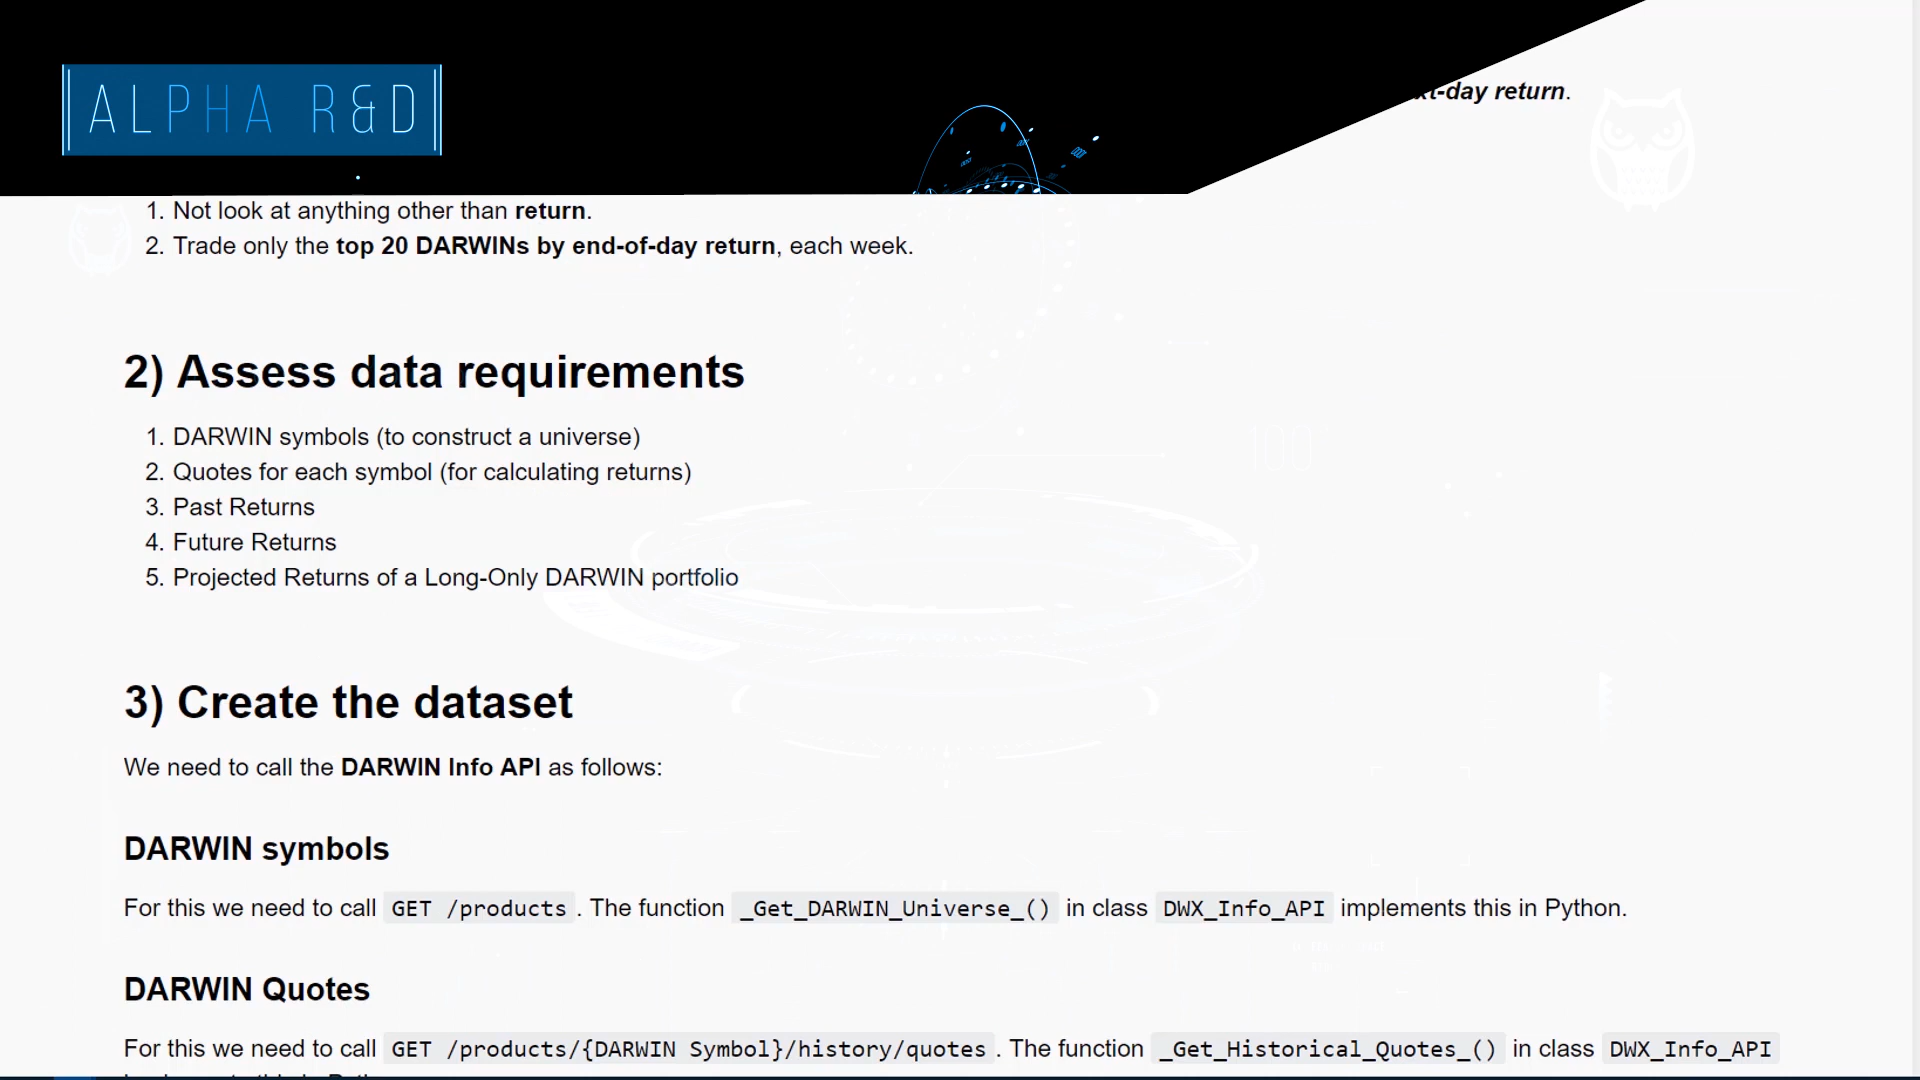 ALPHA R&D
xt-day return.
1. Not look at anything other than return.
2. Trade only the top 20 DARWINs by end-of-day return, each week.
2) Assess data requirements
1. DARWIN symbols (to construct a universe)
2. Quotes for each symbol (for calculating returns)
3. Past Returns
4. Future Returns
5. Projected Returns of a Long-Only DARWIN portfolio
3) Create the dataset
We need to call the DARWIN Info API as follows:
DARWIN symbols
For this we need to call GET /products . The function _Get_DARWIN_Universe_() in class DWX_Info_API implements this in Python.
DARWIN Quotes
For this we need to call GET /products/{DARWIN Symbol}/history/quotes . The function _Get_Historical_Quotes_() in class DWX_Info_API